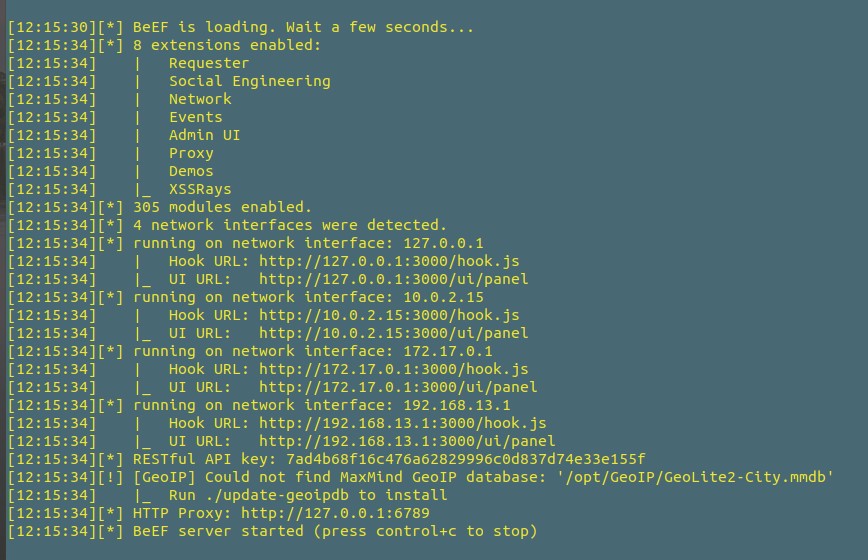 [12:15:30][*] BeEF is loading. Wait a few seconds...
[12:15:34][*] 8 extensions enabled:
[12:15:34]    |   Requester
[12:15:34]    |   Social Engineering
[12:15:34]    |   Network
[12:15:34]    |   Events
[12:15:34]    |   Admin UI
[12:15:34]    |   Proxy
[12:15:34]    |   Demos
[12:15:34]    |_  XSSRays
[12:15:34][*] 305 modules enabled.
[12:15:34][*] 4 network interfaces were detected.
[12:15:34][*] running on network interface: 127.0.0.1
[12:15:34]    |   Hook URL: http://127.0.0.1:3000/hook.js
[12:15:34]    |_  UI URL:   http://127.0.0.1:3000/ui/panel
[12:15:34][*] running on network interface: 10.0.2.15
[12:15:34]    |   Hook URL: http://10.0.2.15:3000/hook.js
[12:15:34]    |_  UI URL:   http://10.0.2.15:3000/ui/panel
[12:15:34][*] running on network interface: 172.17.0.1
[12:15:34]    |   Hook URL: http://172.17.0.1:3000/hook.js
[12:15:34]    |_  UI URL:   http://172.17.0.1:3000/ui/panel
[12:15:34][*] running on network interface: 192.168.13.1
[12:15:34]    |   Hook URL: http://192.168.13.1:3000/hook.js
[12:15:34]    |_  UI URL:   http://192.168.13.1:3000/ui/panel
[12:15:34][*] RESTful API key: 7ad4b68f16c476a62829996c0d837d74e33e155f
[12:15:34][!] [GeoIP] Could not find MaxMind GeoIP database: '/opt/GeoIP/GeoLite2-City.mmdb'
[12:15:34]    |_  Run ./update-geoipdb to install
[12:15:34][*] HTTP Proxy: http://127.0.0.1:6789
[12:15:34][*] BeEF server started (press control+c to stop)